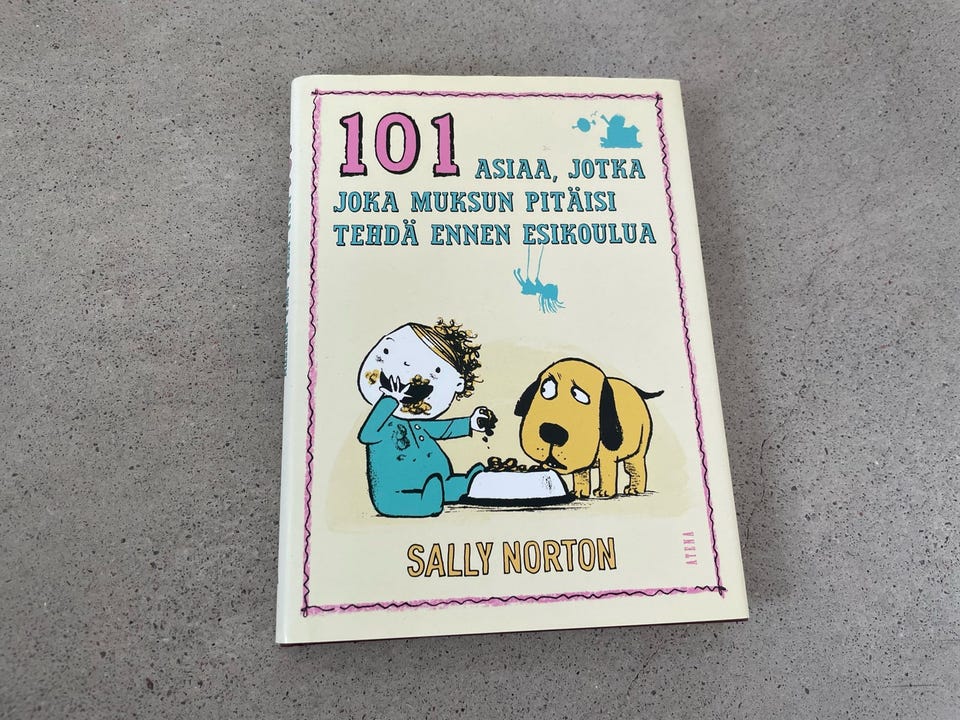 101 ASIAA, JOTKA
JOKA MUKSUN PITÄISI
TEHDÄ ENNEN ESIKOULUA
SALLY NORTON
ATENA